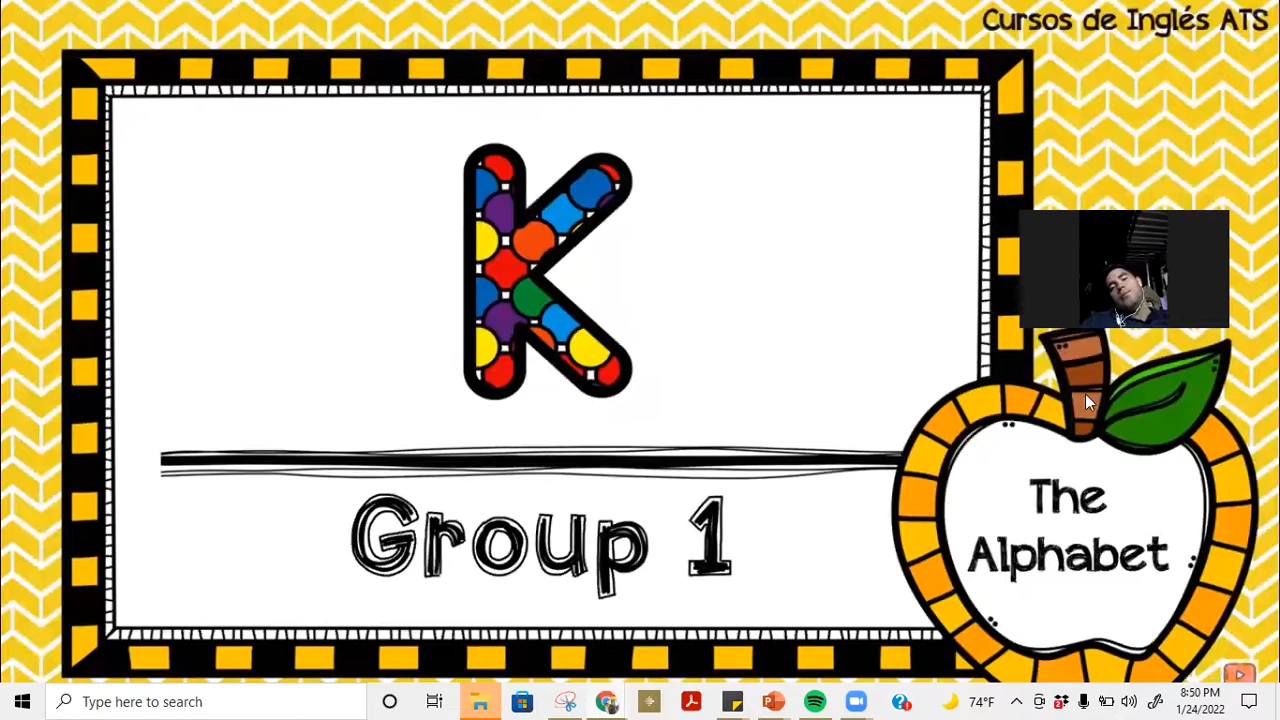 Cursos de Inglés ATS
K
Group 1
The
Alphabet
Type here to search
74°F
2
8:50 PM
1/24/2022